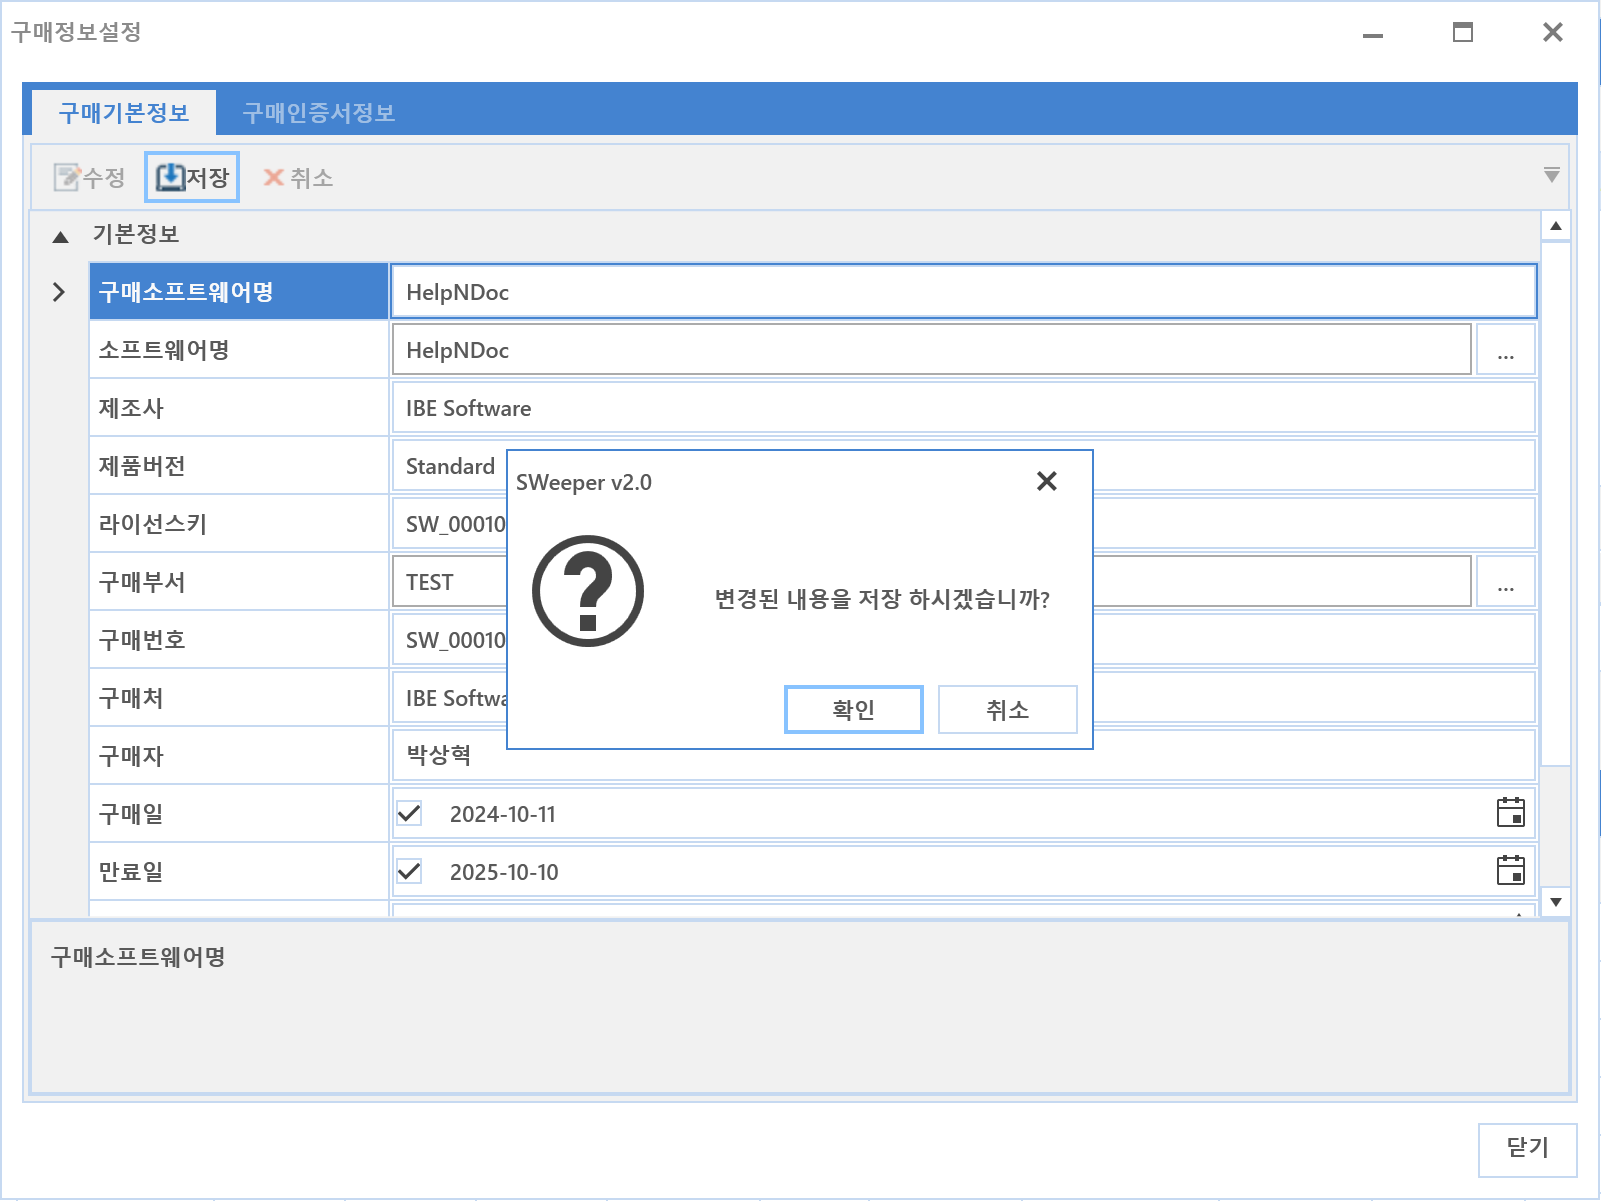 구매정보설정
구매기본정보 구매인증서정보
수정 저장 취소
기본정보
구매소프트웨어명 HelpNDoc
소프트웨어명 HelpNDoc ...
제조사 IBE Software
제품버전 Standard
라이선스키 SW_00010
구매부서 TEST ...
구매번호 SW_00010
구매처 IBE Softwa
구매자 박상혁
구매일 2024-10-11
만료일 2025-10-10
SWeeper v2.0
변경된 내용을 저장 하시겠습니까?
확인 취소
구매소프트웨어명
닫기